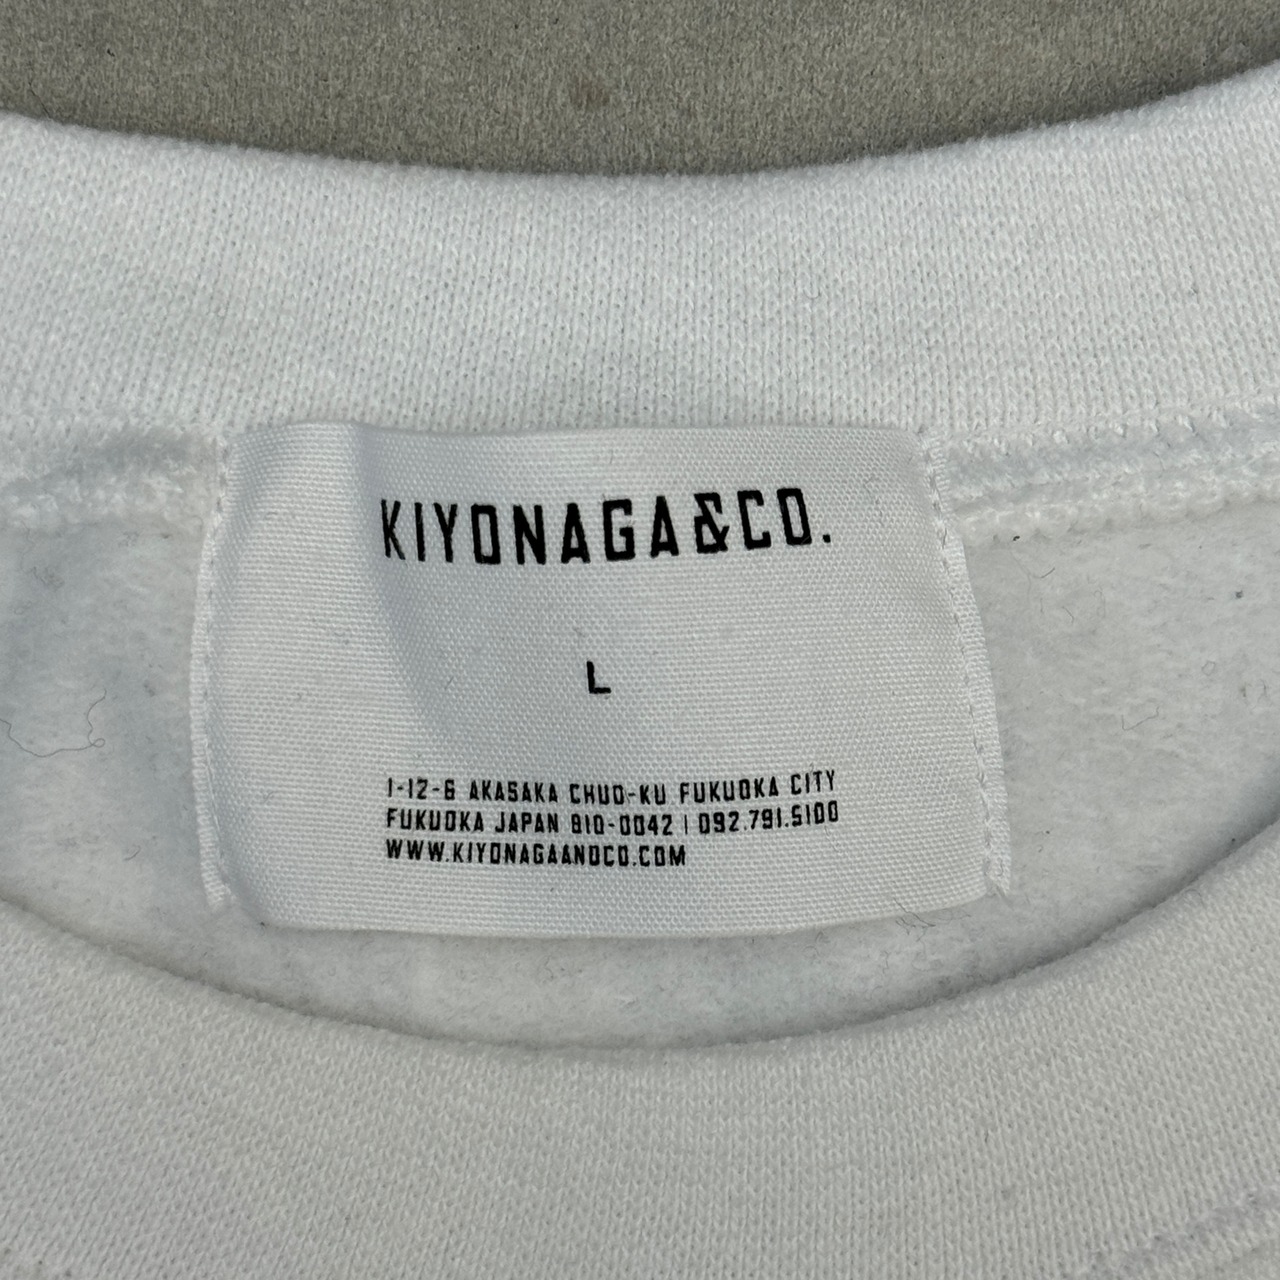 KIYONAGA&CO.
L
1-12-6 AKASAKA CHUO-KU FUKUOKA CITY
FUKUOKA JAPAN 810-0042 | 092.791.5100
WWW.KIYONAGAANDCO.COM